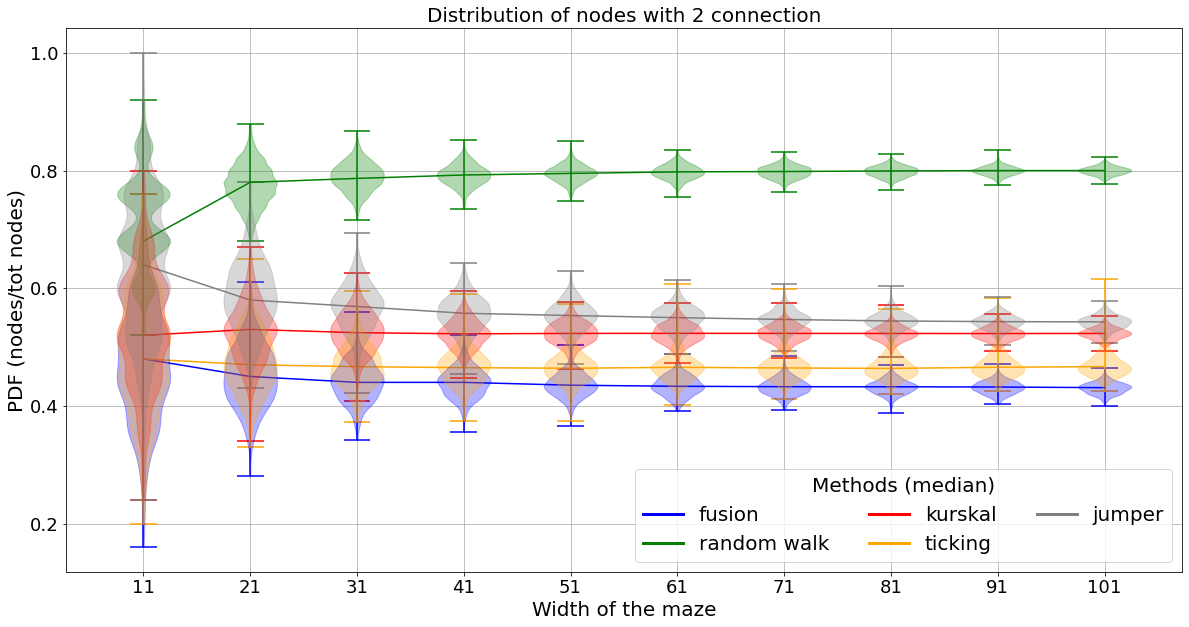 Distribution of nodes with 2 connection
PDF (nodes/tot nodes)
1.0
0.8
0.6
0.4
0.2
Methods (median)
fusion kurskal jumper
random walk ticking
11 21 31 41 51 61 71 81 91 101
Width of the maze